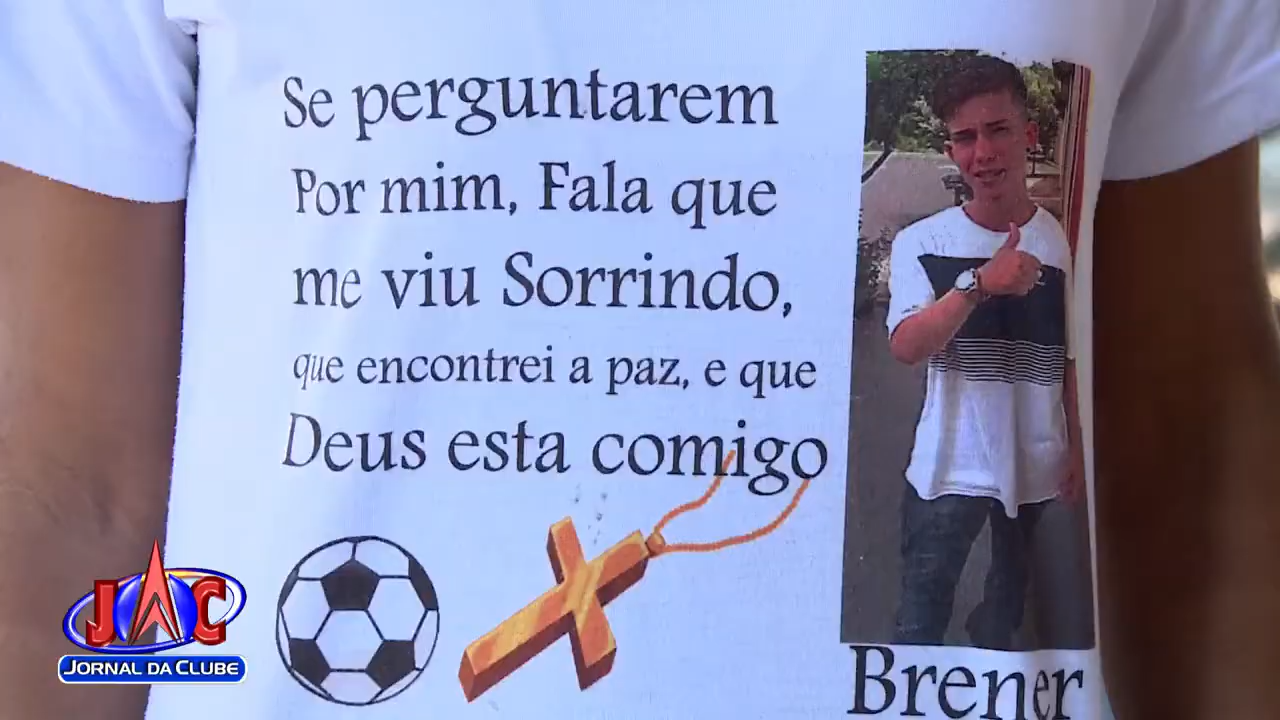 Se perguntarem
Por mim, Fala que
me viu Sorrindo,
que encontrei a paz, e que
Deus esta comigo
Brener
JAC
JORNAL DA CLUBE